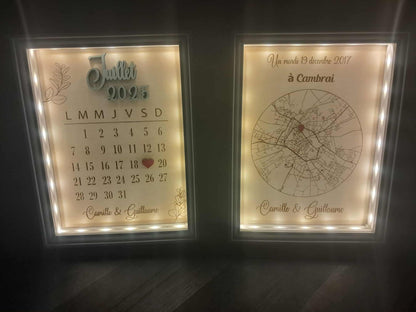 Juillet
2025
L M M J V S D
1 2 3 4 5 6
7 8 9 10 11 12 13
14 15 16 17 18 20
21 22 23 24 25 26 27
28 29 30 31
Camille & Guillaume
Un mardi 19 décembre 2017
à Cambrai
Camille & Guillaume